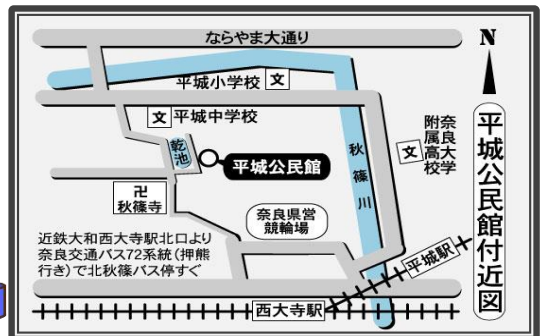 ならやま大通り
N
平城小学校 文
文 平城中学校
乾池
平城公民館
秋篠川
文
奈良大学
附属高校
平城公民館付近図
卍
秋篠寺
奈良県営
競輪場
平城駅
近鉄大和西大寺駅北口より
奈良交通バス72系統(押熊
行き)で北秋篠バス停すぐ
西大寺駅